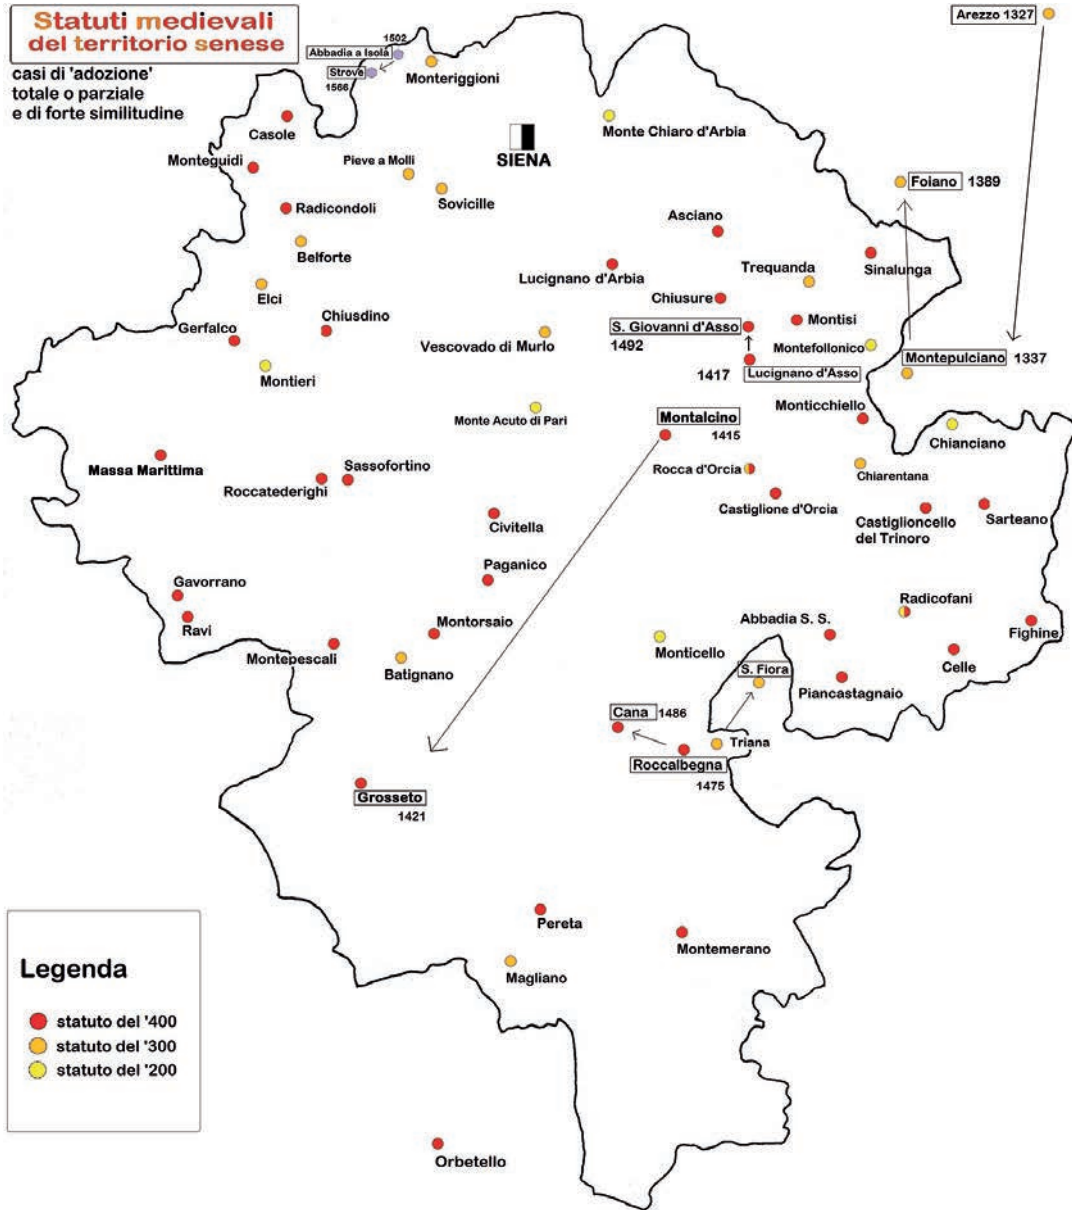 Statuti medievali
del territorio senese
casi di 'adozione'
totale o parziale
e di forte similitudine
Arezzo 1327
1502
Abbadia a Isola
Strove
1566
Monteriggioni
Casole
Monte Chiaro d'Arbia
SIENA
Monteguidi
Pieve a Molli
Foiano 1389
Radicondoli
Sovicille
Asciano
Belforte
Lucignano d'Arbia
Trequanda
Sinalunga
Elci
Chiusure
Gerfalco
Chiusdino
S. Giovanni d'Asso
1492
Montisi
Vescovado di Murlo
Montefollonico
Montepulciano 1337
Montieri
1417
Lucignano d'Asso
Monte Acuto di Pari
Montalcino
1415
Monticchiello
Chianciano
Massa Marittima
Sassofortino
Roccatederighi
Rocca d'Orcia
Chiarentana
Castiglione d'Orcia
Castiglioncello
del Trinoro
Sarteano
Civitella
Paganico
Gavorrano
Ravi
Montorsaio
Montepescali
Batignano
Monticello
Abbadia S. S.
Radicofani
Fighine
Celle
S. Fiora
Piancastagnaio
Cana 1486
Triana
Roccalbegna
1475
Grosseto
1421
Pereta
Montemerano
Magliano
Orbetello
Legenda
statuto del '400
statuto del '300
statuto del '200